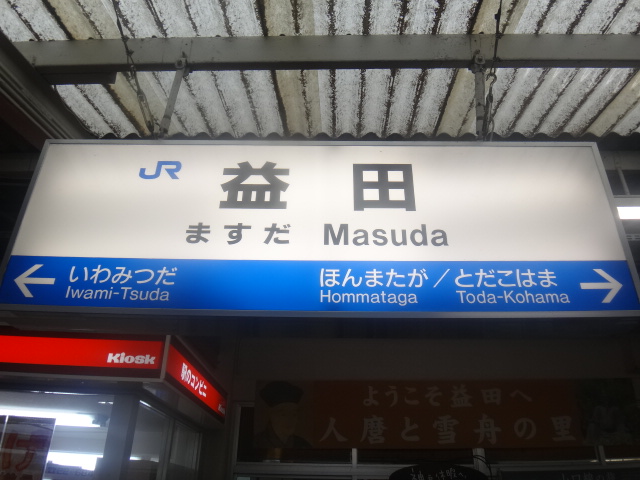 JR 益田
ますだ Masuda
← いわみつだ ほんまたが／とだこはま →
Iwami-Tsuda Hommataga Toda-Kohama
Kiosk 駅のコンビニ
ようこそ益田へ
人麿と雪舟の里